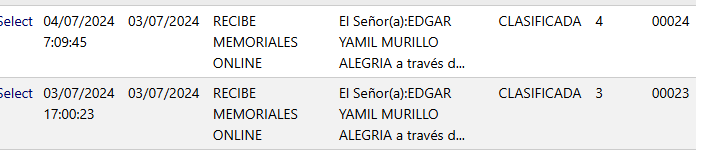 Select 04/07/2024 03/07/2024 RECIBE El Señor(a):EDGAR CLASIFICADA 4 00024
7:09:45 MEMORIALES YAMIL MURILLO
ONLINE ALEGRIA a través d...
Select 03/07/2024 03/07/2024 RECIBE El Señor(a):EDGAR CLASIFICADA 3 00023
17:00:23 MEMORIALES YAMIL MURILLO
ONLINE ALEGRIA a través d...